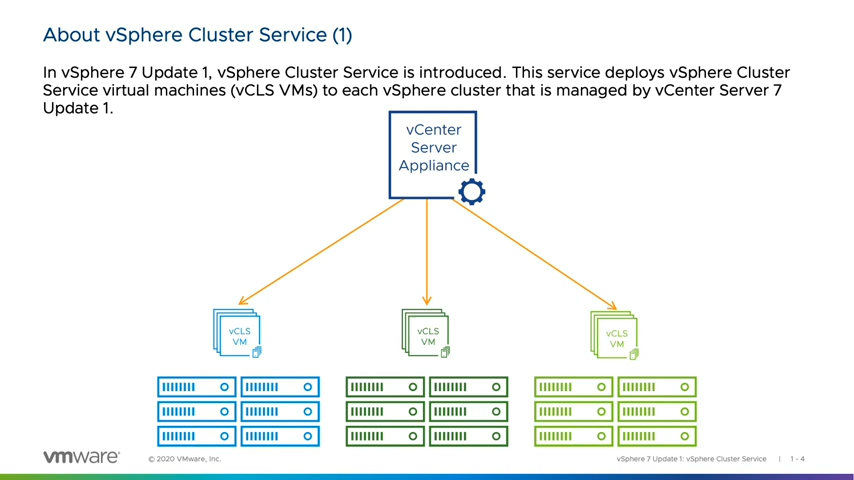 About vSphere Cluster Service (1)
In vSphere 7 Update 1, vSphere Cluster Service is introduced. This service deploys vSphere Cluster
Service virtual machines (vCLS VMs) to each vSphere cluster that is managed by vCenter Server 7
Update 1.
vCenter
Server
Appliance
vCLS
VM
vCLS
VM
vCLS
VM
vmware
© 2020 VMware, Inc.
vSphere 7 Update 1: vSphere Cluster Service | 1 - 4